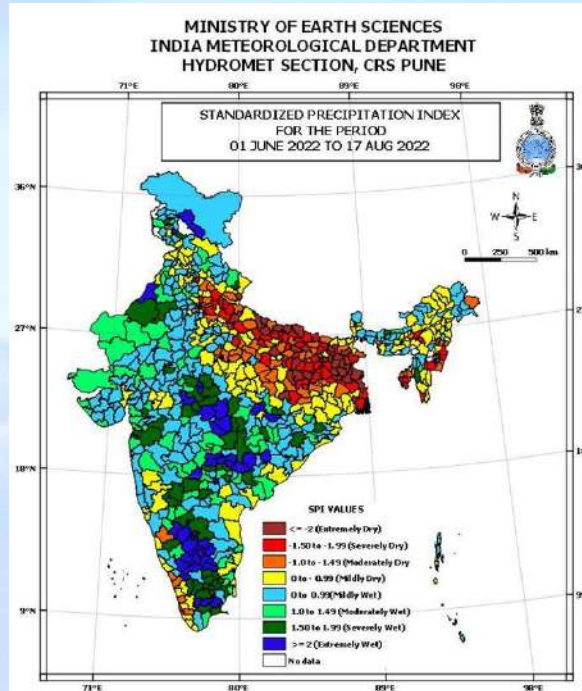 MINISTRY OF EARTH SCIENCES
INDIA METEOROLOGICAL DEPARTMENT
HYDROMET SECTION, CRS PUNE
71°E 80°E 89°E 98°E
STANDARDIZED PRECIPITATION INDEX
FOR THE PERIOD
01 JUNE 2022 TO 17 AUG 2022
36°N
N
W E
S
0 250 500 km
27°N
18°N
9°N
SPI VALUES
<= -2 (Extremely Dry)
-1.50 to -1.99 (Severely Dry)
-1.0 to -1.49 (Moderately Dry
0 to - 0.99 (Mildly Dry)
0 to 0.99(Mildly Wet)
1.0 to 1.49 (Moderately Wet)
1.50 to 1.99 (Severely Wet)
>= 2 (Extremely Wet)
No data
71°E 80°E 89°E 98°E